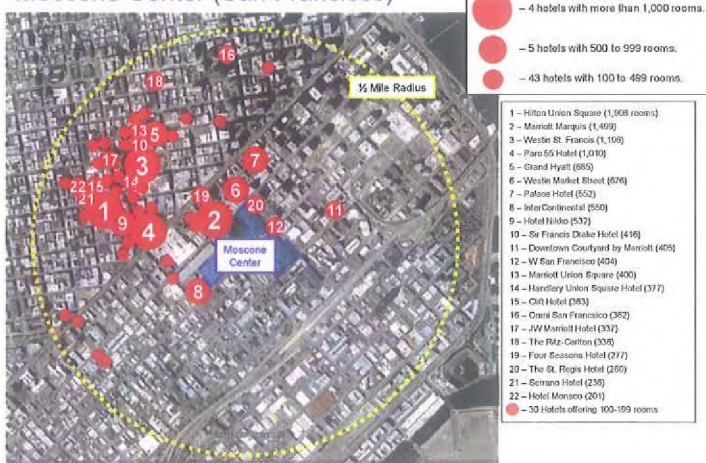 Moscone Center (San Francisco)
– 4 hotels with more than 1,000 rooms.
– 5 hotels with 500 to 999 rooms.
– 43 hotels with 100 to 499 rooms.
½ Mile Radius
16
18
13
5
10
17
3
7
22
16
14
21
1
9
4
19
6
20
2
12
11
8
Moscone
Center
1 – Hilton Union Square (1,908 rooms)
2 – Marriott Marquis (1,499)
3 – Westin St. Francis (1,195)
4 – Parc 55 Hotel (1,010)
5 – Grand Hyatt (685)
6 – Westin Market Street (676)
7 – Palace Hotel (552)
8 – InterContinental (550)
9 – Hotel Nikko (532)
10 – Sir Francis Drake Hotel (416)
11 – Downtown Courtyard by Marriott (405)
12 – W San Francisco (404)
13 – Marriott Union Square (400)
14 – Handlery Union Square Hotel (377)
15 – Clift Hotel (363)
16 – Omni San Francsico (362)
17 – JW Marriott (337)
18 – The Ritz-Carlton (336)
19 – Four Seasons Hotel (277)
20 – The St. Regis Hotel (260)
21 – Serrano Hotel (236)
22 – Hotel Monaco (201)
– 30 Hotels offering 100-199 rooms